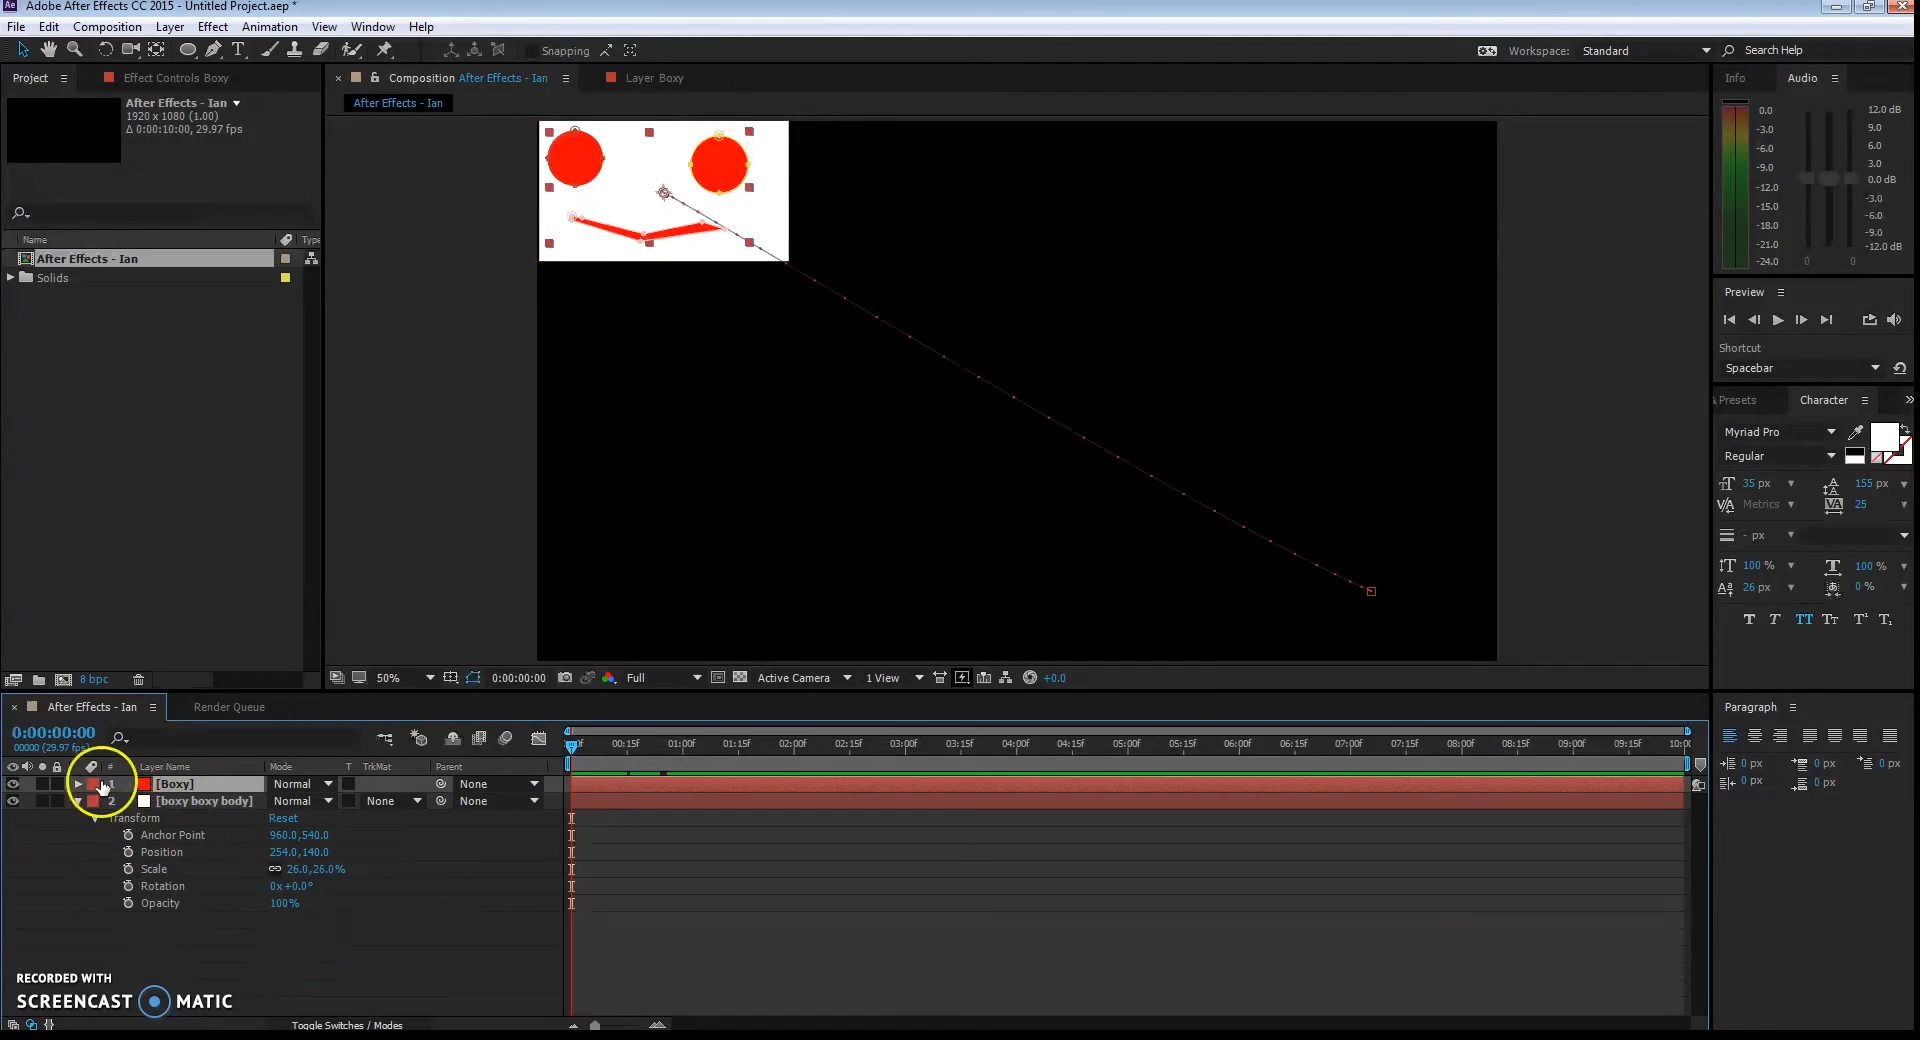 Ae Adobe After Effects CC 2015 - Untitled Project.aep *
File Edit Composition Layer Effect Animation View Window Help
T Snapping Workspace: Standard Search Help
Project Effect Controls Boxy Composition After Effects - Ian Layer Boxy Info Audio
After Effects - Ian
1920 x 1080 (1.00)
Δ 0:00:10:00, 29.97 fps
After Effects - Ian
Name Type
After Effects - Ian
Solids
8 bpc
0.0 12.0 dB
-3.0 9.0
-6.0 6.0
-9.0 3.0
-12.0 0.0 dB
-15.0 -3.0
-18.0 -6.0
-21.0 -9.0
-24.0 -12.0 dB
0 0
Preview
Shortcut
Spacebar
& Presets Character
Myriad Pro
Regular
35 px 155 px
Metrics 25
- px
100 % 100 %
26 px 0 %
T T TT Tt T¹ T₁
50% 0:00:00:00 Full Active Camera 1 View +0.0
After Effects - Ian Render Queue
Paragraph
0 px 0 px 0 px
0 px 0 px
0:00:00:00
00000 (29.97 fps)
00:15f 01:00f 01:15f 02:00f 02:15f 03:00f 03:15f 04:00f 04:15f 05:00f 05:15f 06:00f 06:15f 07:00f 07:15f 08:00f 08:15f 09:00f 09:15f 10:00
# Layer Name Mode T TrkMat Parent
1 [Boxy] Normal None
2 [boxy boxy body] Normal None None
Transform Reset
Anchor Point 960.0,540.0
Position 254.0,140.0
Scale 26.0,26.0%
Rotation 0x+0.0°
Opacity 100%
RECORDED WITH
SCREENCAST MATIC
Toggle Switches / Modes